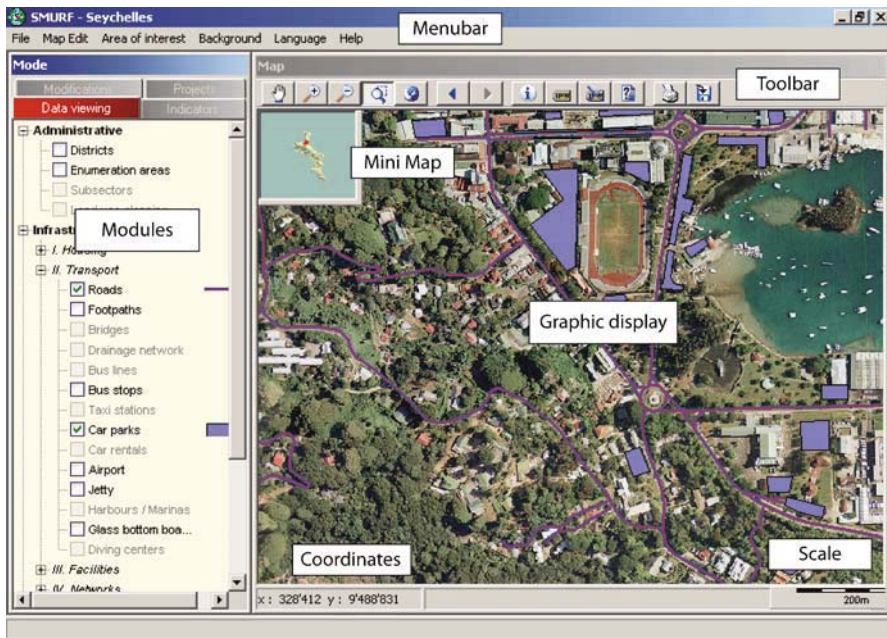 SMURF - Seychelles
File Map Edit Area of interest Background Language Help
Menubar
Mode
Map
Modifications Projects
Data viewing Indicators
Toolbar
Administrative
Districts
Enumeration areas
Subsectors
Mini Map
Modules
I. Housing
II. Transport
Roads
Footpaths
Bridges
Drainage network
Bus lines
Bus stops
Taxi stations
Car parks
Car rentals
Airport
Jetty
Harbours / Marinas
Glass bottom boa...
Diving centers
III. Facilities
IV. Networks
Graphic display
Coordinates
Scale
x : 328'412 y : 9'488'831
200m